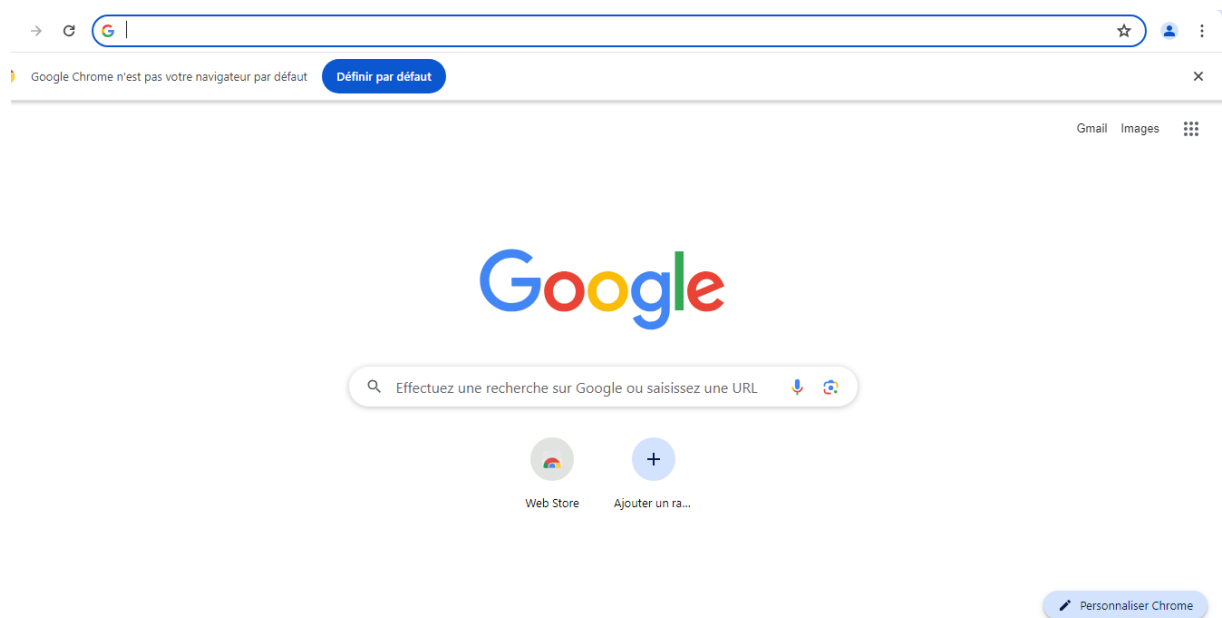 Google Chrome n'est pas votre navigateur par défaut
Définir par défaut
Gmail Images
Google
Effectuez une recherche sur Google ou saisissez une URL
Web Store
Ajouter un ra...
Personnaliser Chrome